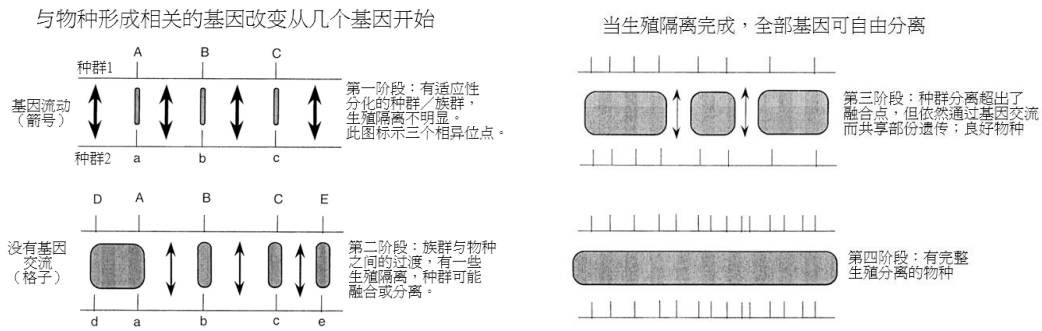 与物种形成相关的基因改变从几个基因开始
A B C
种群1
基因流动
（箭号）
第一阶段：有适应性
分化的种群／族群，
生殖隔离不明显。
此图标示三个相异位点。
种群2
a b c
D A B C E
没有基因
交流
（格子）
第二阶段：族群与物种
之间的过渡，有一些
生殖隔离，种群可能
融合或分离。
d a b c e
当生殖隔离完成，全部基因可自由分离
第三阶段：种群分离超出了
融合点，但依然通过基因交流
而共享部份遗传；良好物种
第四阶段：有完整
生殖分离的物种